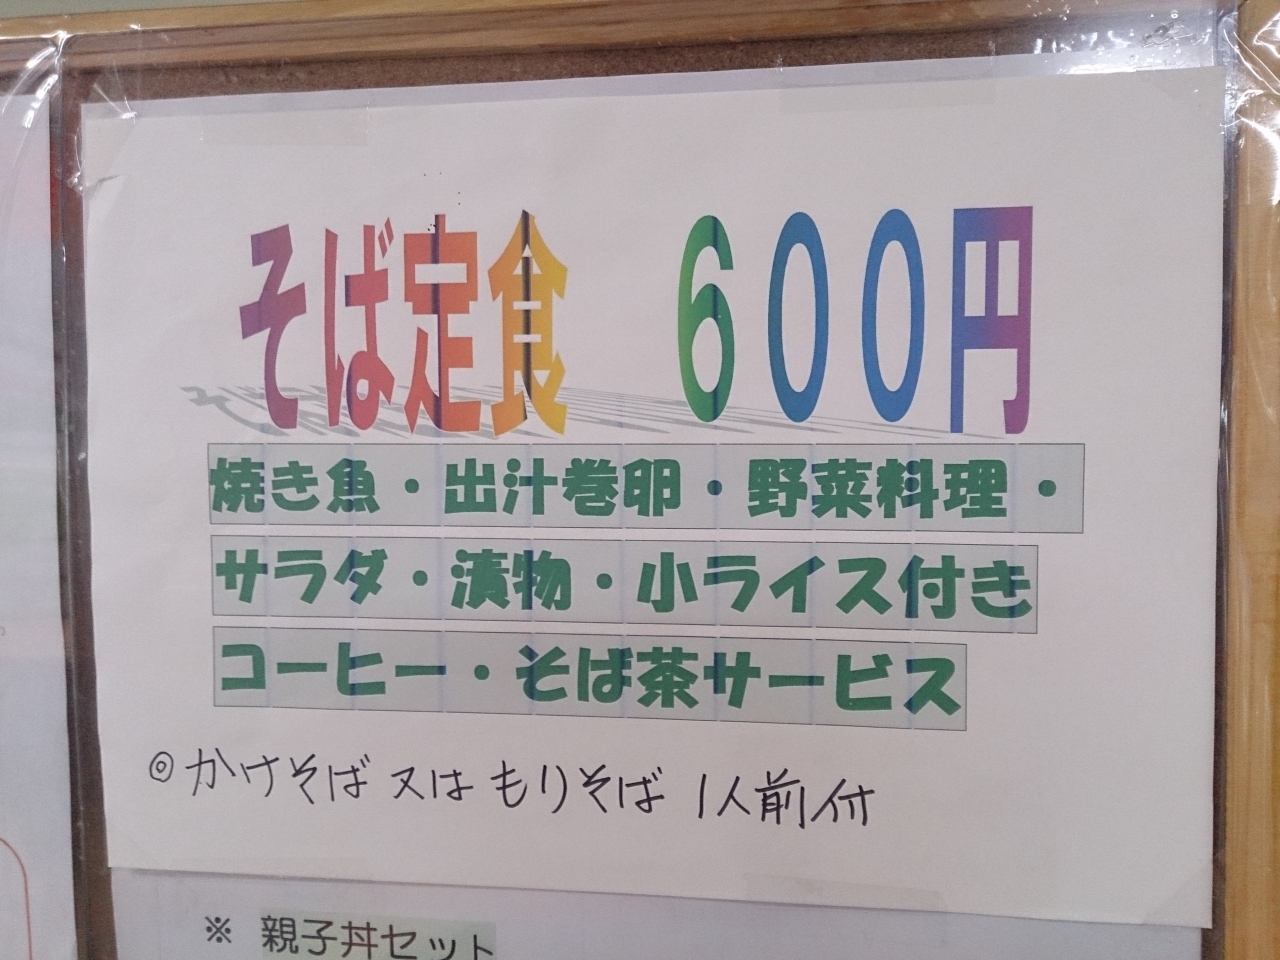 そば定食　600円
焼き魚・出汁巻卵・野菜料理・
サラダ・漬物・小ライス付き
コーヒー・そば茶サービス
◎かけそば又はもりそば 1人前付
※ 親子丼セット